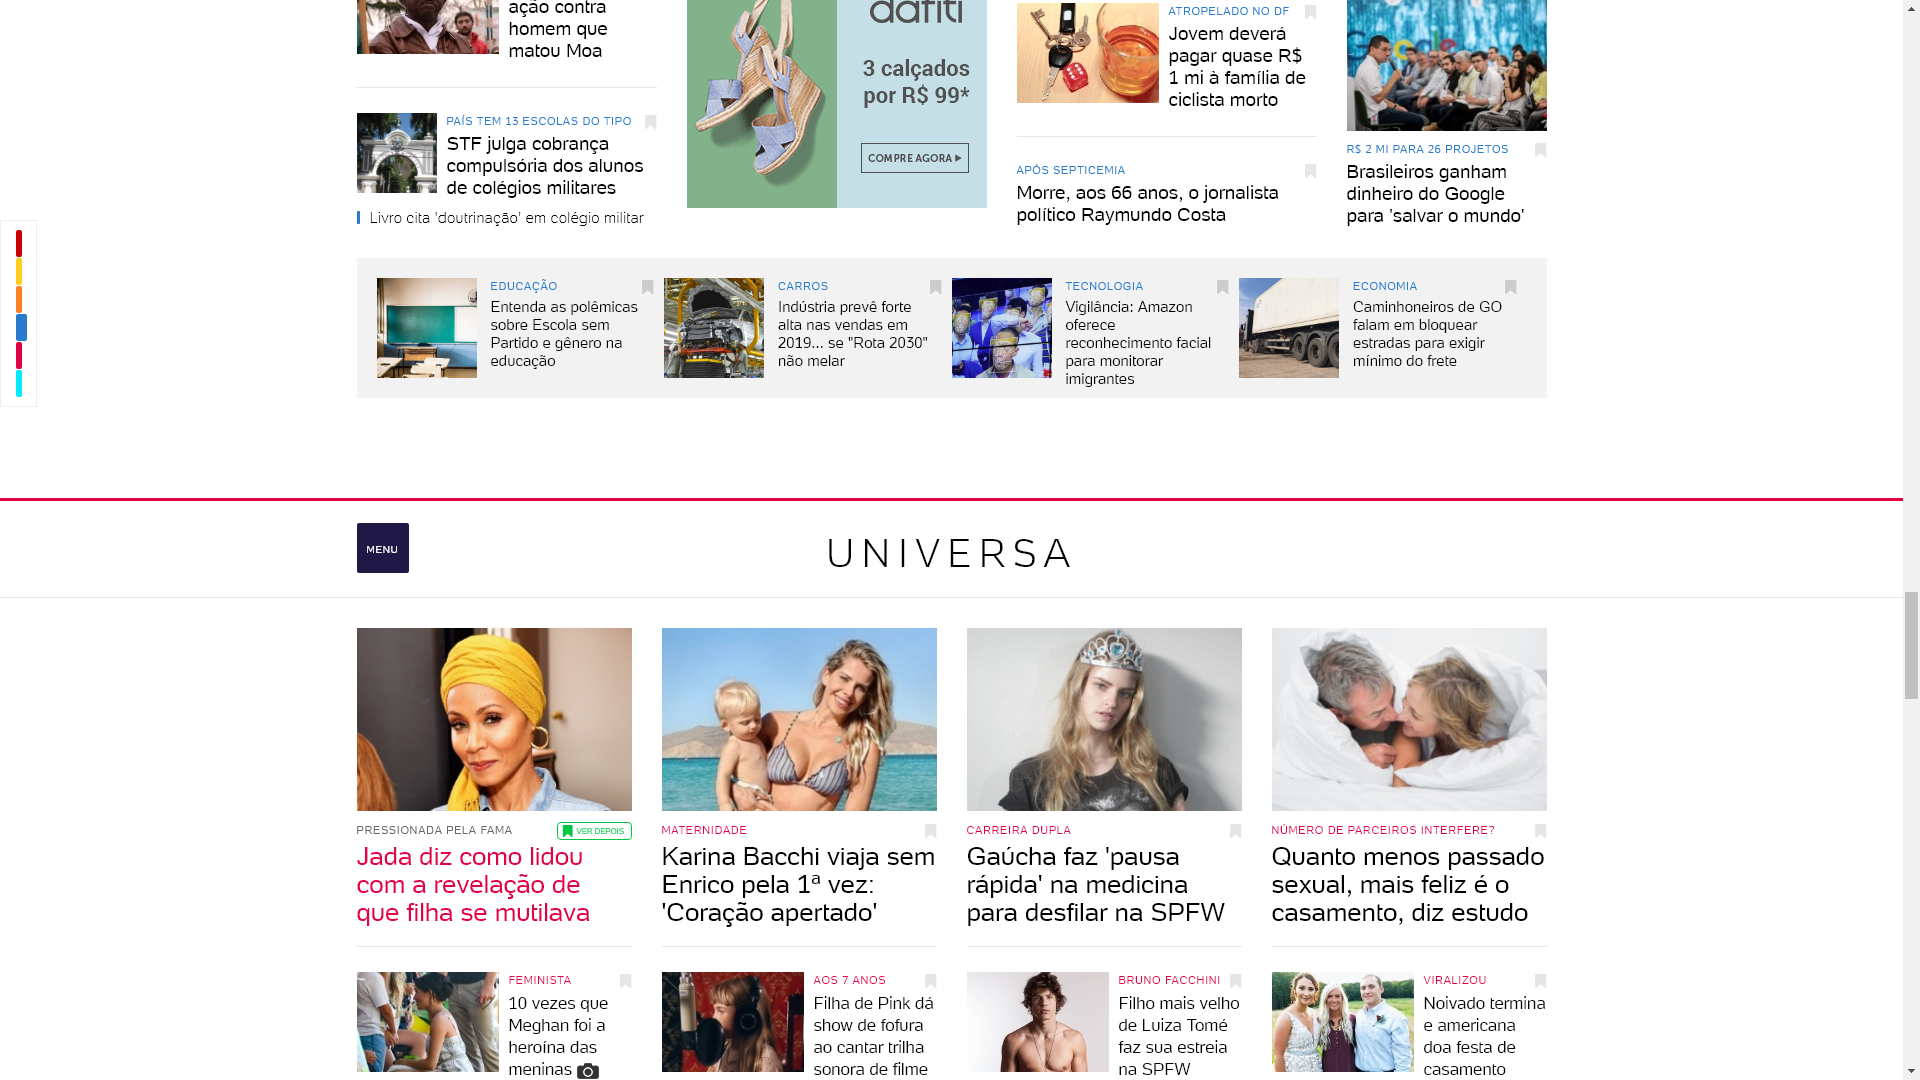 ação contra
homem que
matou Moa
PAÍS TEM 13 ESCOLAS DO TIPO
STF julga cobrança
compulsória dos alunos
de colégios militares
Livro cita 'doutrinação' em colégio militar
dafiti
3 calçados
por R$ 99*
COMPRE AGORA
ATROPELADO NO DF
Jovem deverá
pagar quase R$
1 mi à família de
ciclista morto
APÓS SEPTICEMIA
Morre, aos 66 anos, o jornalista
político Raymundo Costa
Google
R$ 2 MI PARA 26 PROJETOS
Brasileiros ganham
dinheiro do Google
para 'salvar o mundo'
EDUCAÇÃO
Entenda as polêmicas
sobre Escola sem
Partido e gênero na
educação
CARROS
Indústria prevê forte
alta nas vendas em
2019... se "Rota 2030"
não melar
TECNOLOGIA
Vigilância: Amazon
oferece
reconhecimento facial
para monitorar
imigrantes
ECONOMIA
Caminhoneiros de GO
falam em bloquear
estradas para exigir
mínimo do frete
MENU
UNIVERSA
PRESSIONADA PELA FAMA
VER DEPOIS
Jada diz como lidou
com a revelação de
que filha se mutilava
MATERNIDADE
Karina Bacchi viaja sem
Enrico pela 1ª vez:
'Coração apertado'
CARREIRA DUPLA
Gaúcha faz 'pausa
rápida' na medicina
para desfilar na SPFW
NÚMERO DE PARCEIROS INTERFERE?
Quanto menos passado
sexual, mais feliz é o
casamento, diz estudo
FEMINISTA
10 vezes que
Meghan foi a
heroína das
meninas
AOS 7 ANOS
Filha de Pink dá
show de fofura
ao cantar trilha
sonora de filme
BRUNO FACCHINI
Filho mais velho
de Luiza Tomé
faz sua estreia
na SPFW
VIRALIZOU
Noivado termina
e americana
doa festa de
casamento